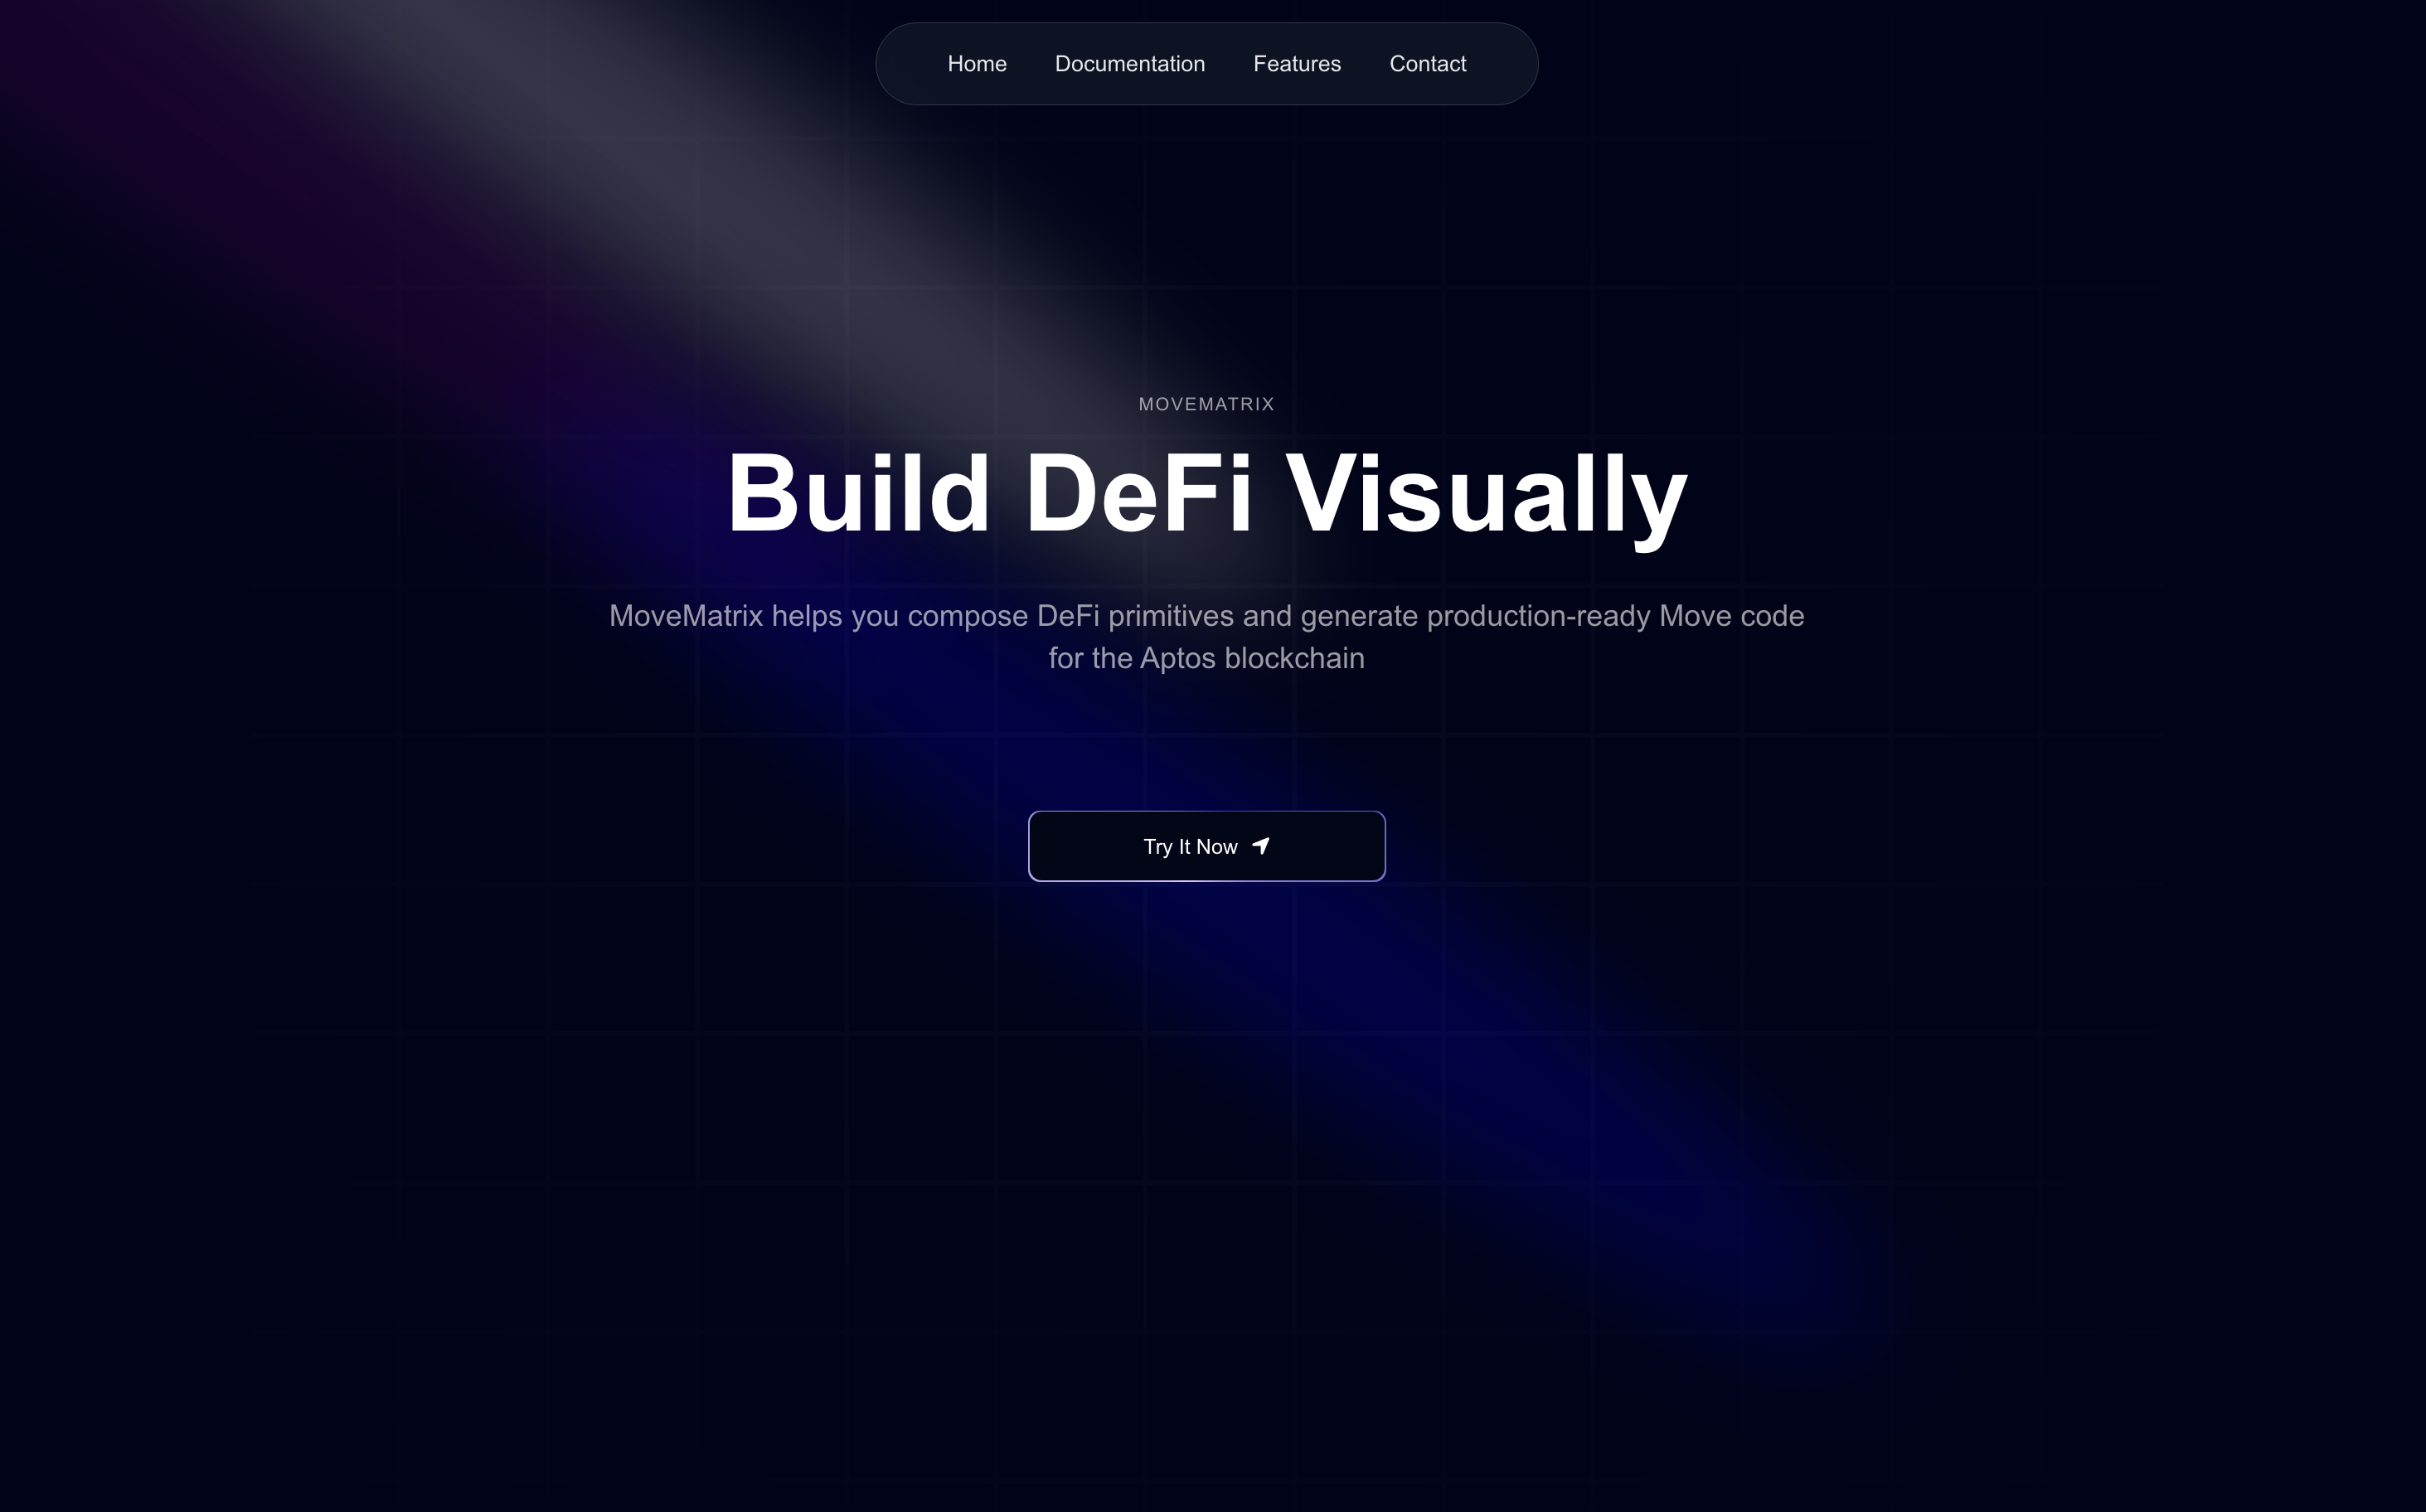 Home Documentation Features Contact
MOVEMATRIX
Build DeFi Visually
MoveMatrix helps you compose DeFi primitives and generate production-ready Move code
for the Aptos blockchain
Try It Now